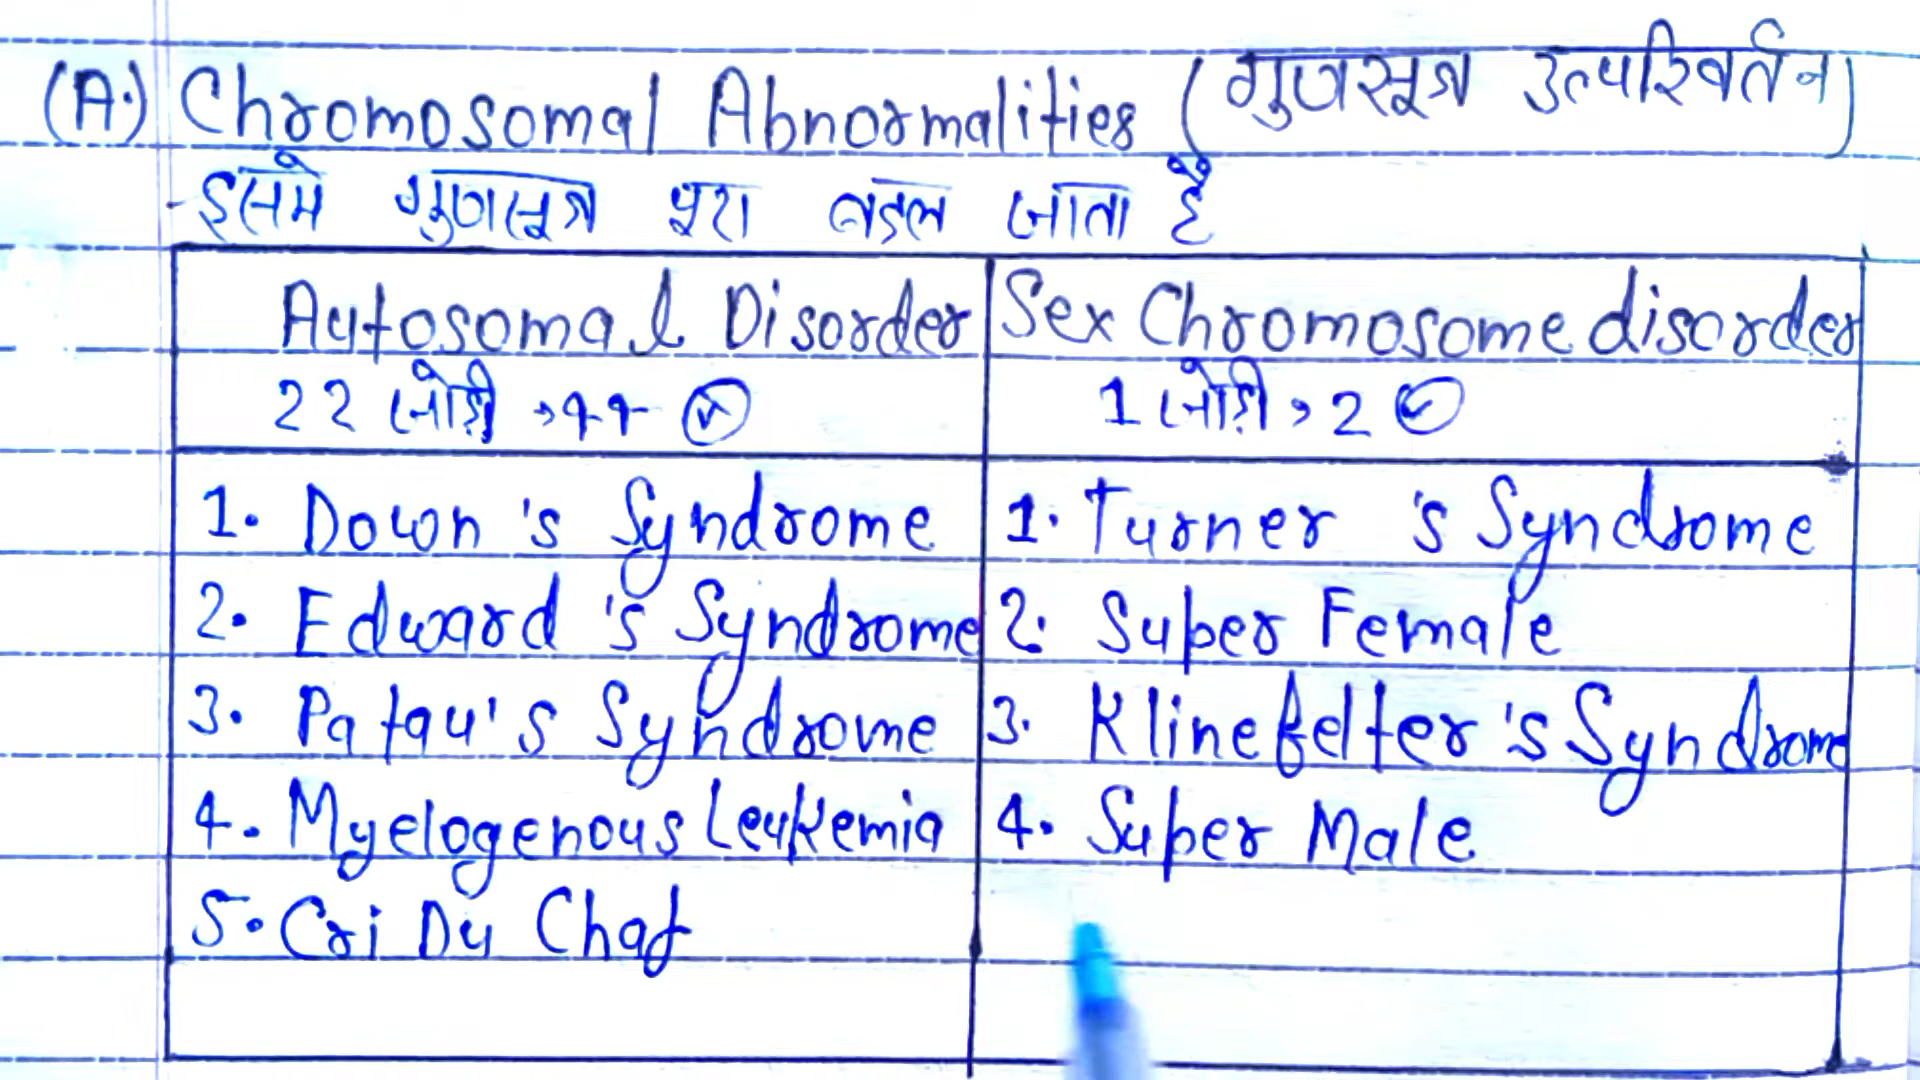 (A.) Chromosomal Abnormalities (गुणसूत्र उत्परिवर्तन)
- इसमे गुणसूत्र पूरा बदल जाता है
Autosomal Disorder
22 जोड़ी → 44
Sex Chromosome disorder
1 जोड़ी → 2
1. Down's Syndrome
2. Edward's Syndrome
3. Patau's Syndrome
4. Myelogenous Leukemia
5. Cri Du Chat
1. Turner's Syndrome
2. Super Female
3. Klinefelter's Syndrome
4. Super Male